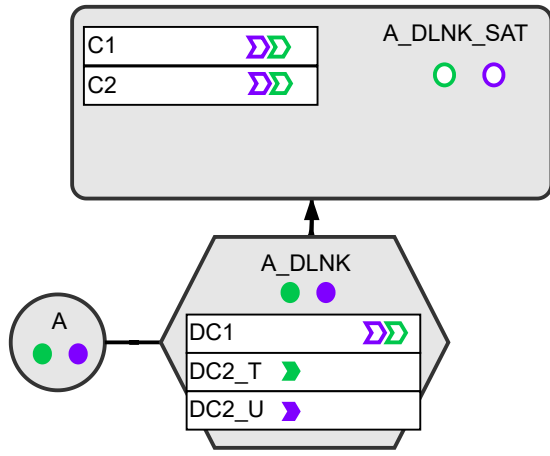 A_DLNK_SAT
C1
C2
A_DLNK
A
DC1
DC2_T
DC2_U